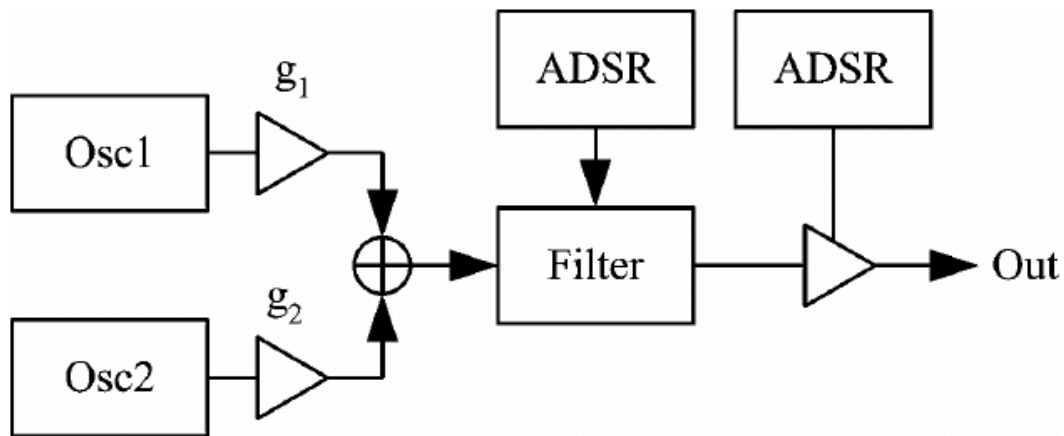 ADSR
ADSR
g₁
Osc1
Filter
Out
g₂
Osc2